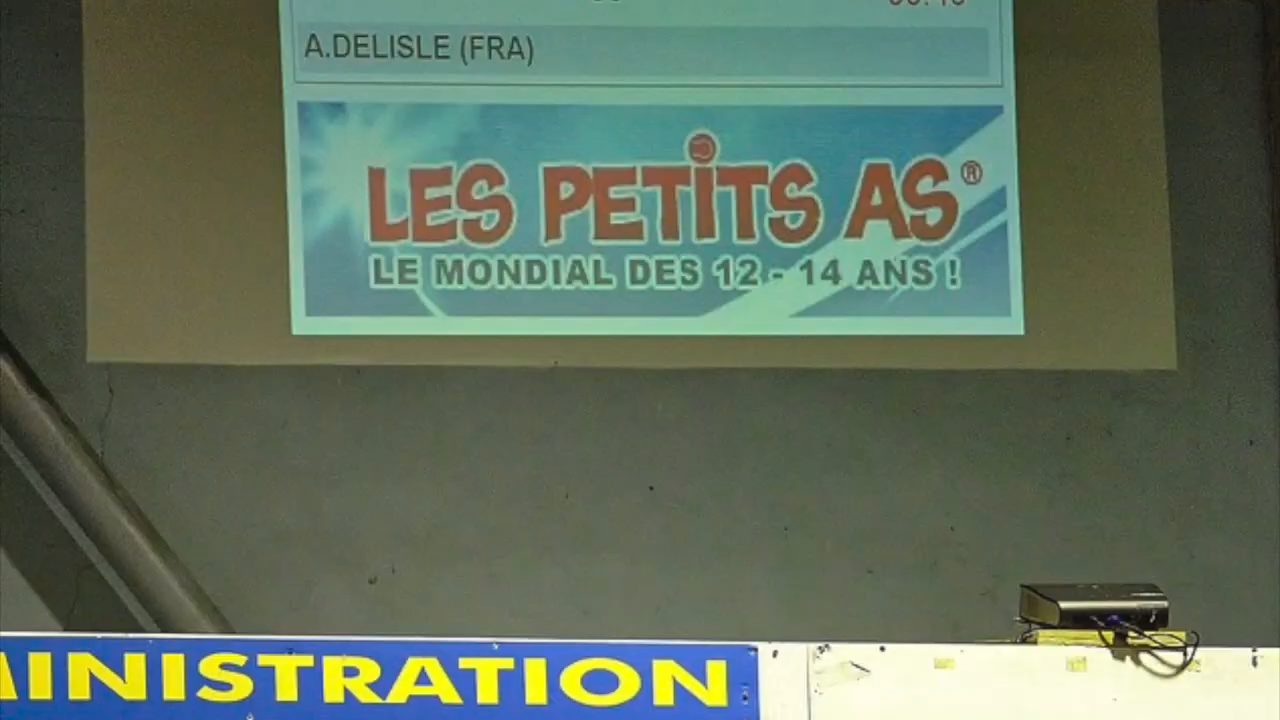 A.DELISLE (FRA)
LES PETITS AS®
LE MONDIAL DES 12 - 14 ANS !
INISTRATION